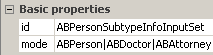 Basic properties
id ABPersonSubtypeInfoInputSet
mode ABPerson|ABDoctor|ABAttorney